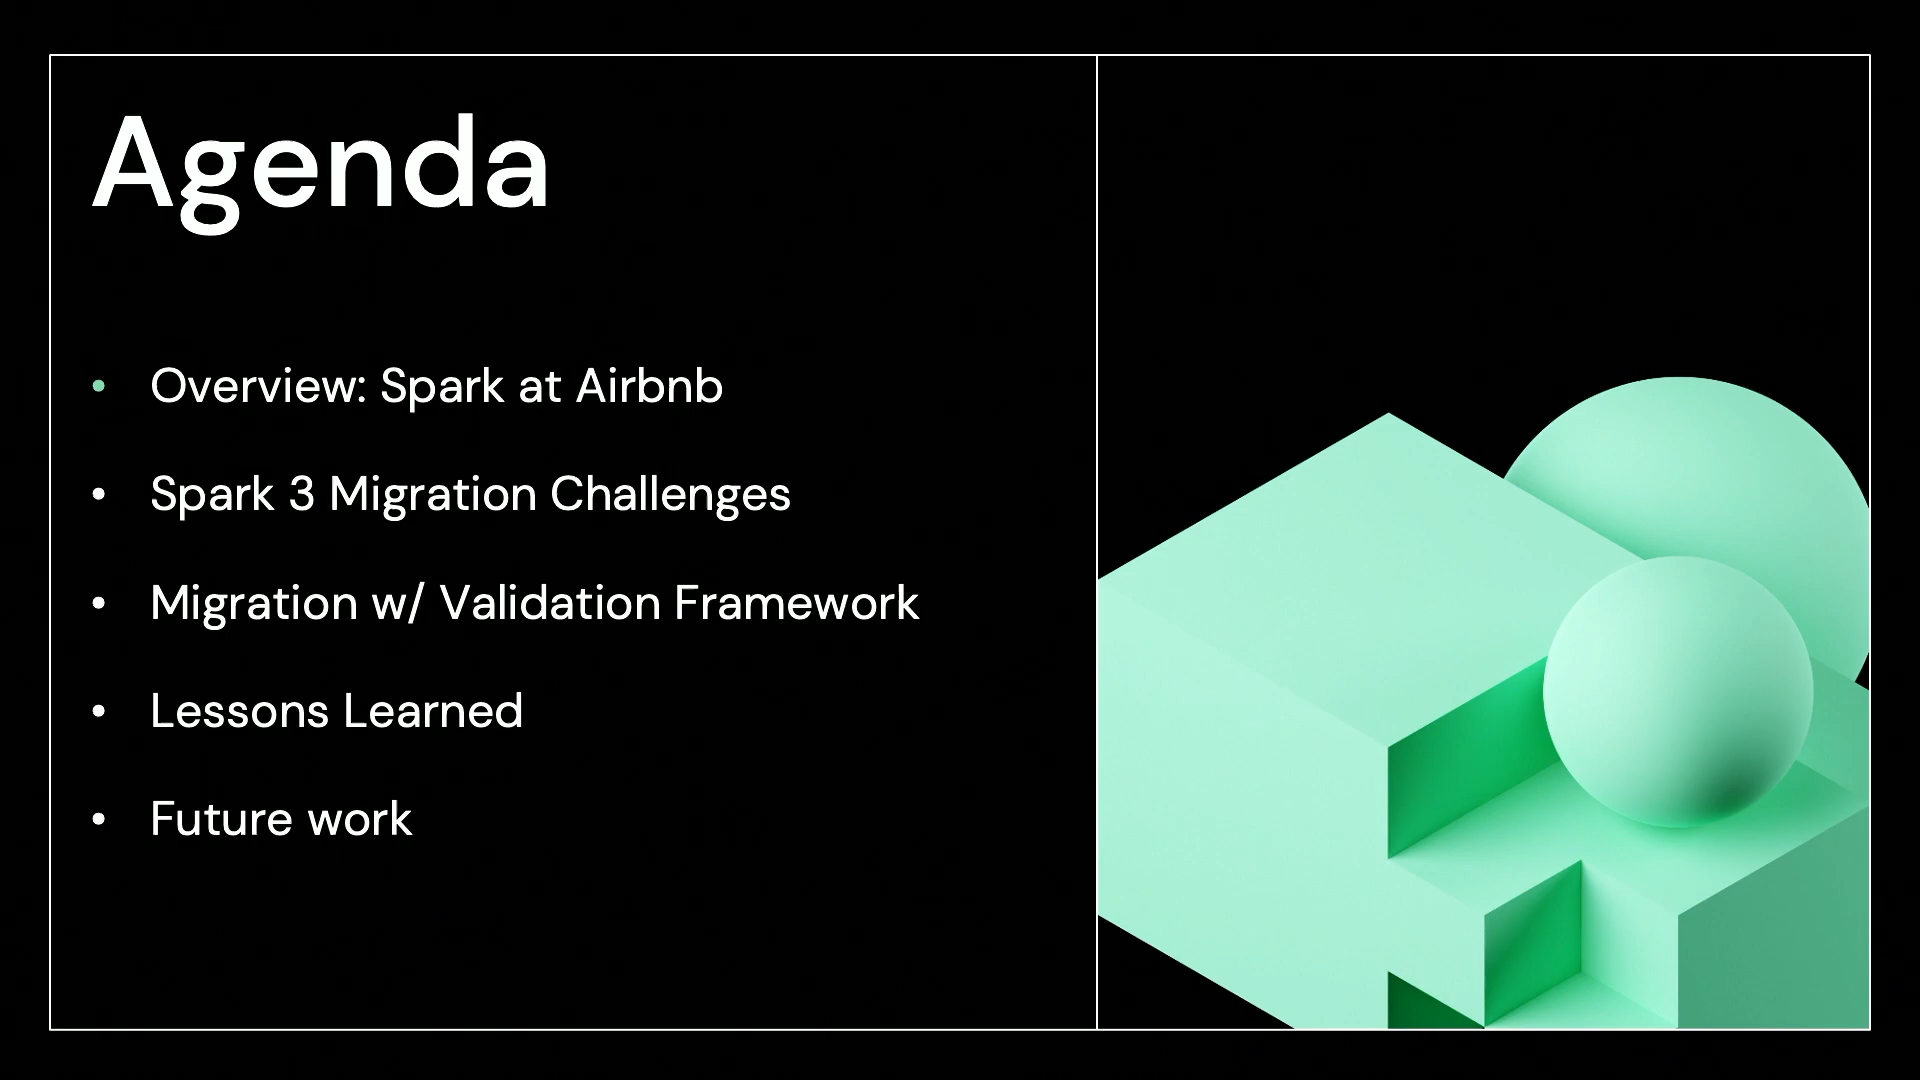 Agenda
• Overview: Spark at Airbnb
• Spark 3 Migration Challenges
• Migration w/ Validation Framework
• Lessons Learned
• Future work